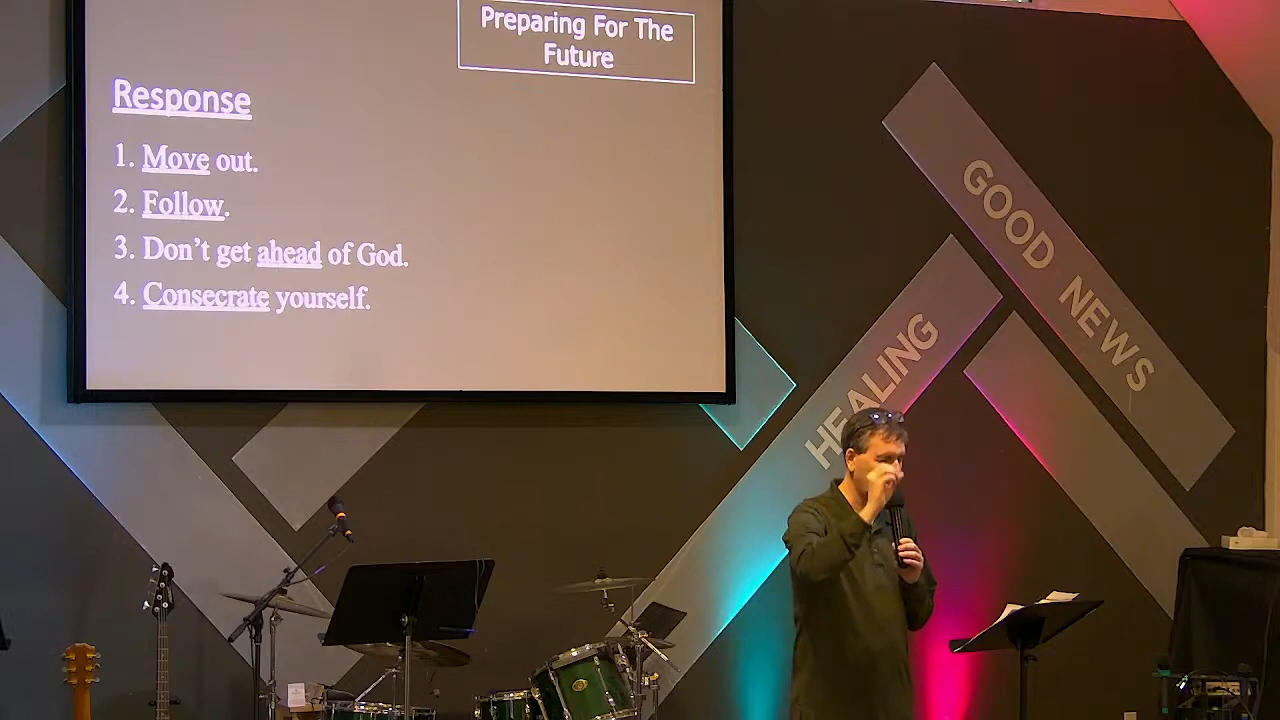 Preparing For The
Future
Response
1. Move out.
2. Follow.
3. Don't get ahead of God.
4. Consecrate yourself.
GOOD NEWS
HEALING